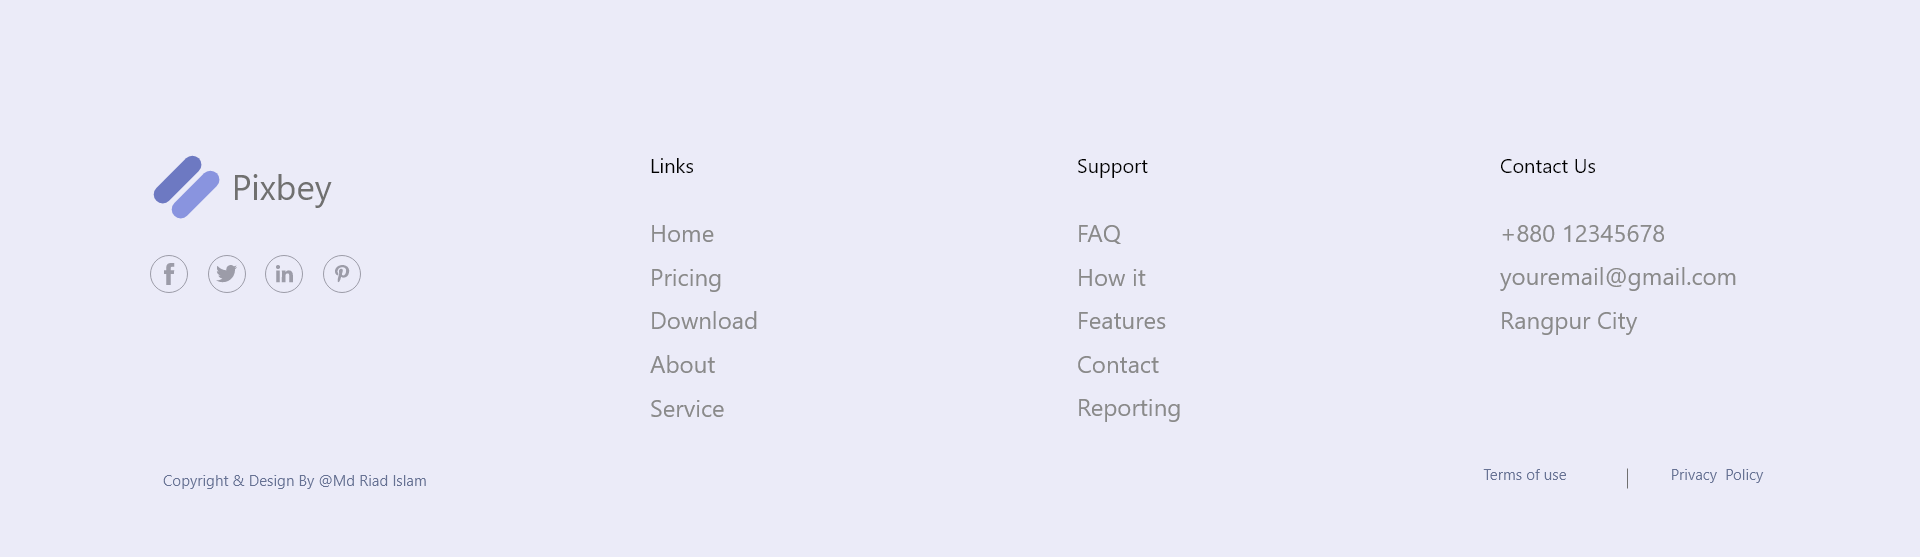 Pixbey
Links
Home
Pricing
Download
About
Service
Support
FAQ
How it
Features
Contact
Reporting
Contact Us
+880 12345678
youremail@gmail.com
Rangpur City
Copyright & Design By @Md Riad Islam
Terms of use | Privacy Policy